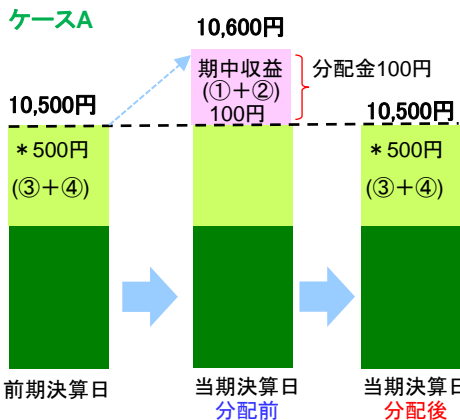 ケースA
10,600円
期中収益
(①+②)
100円
分配金100円
10,500円
10,500円
*500円
(③+④)
*500円
(③+④)
前期決算日
当期決算日
分配前
当期決算日
分配後